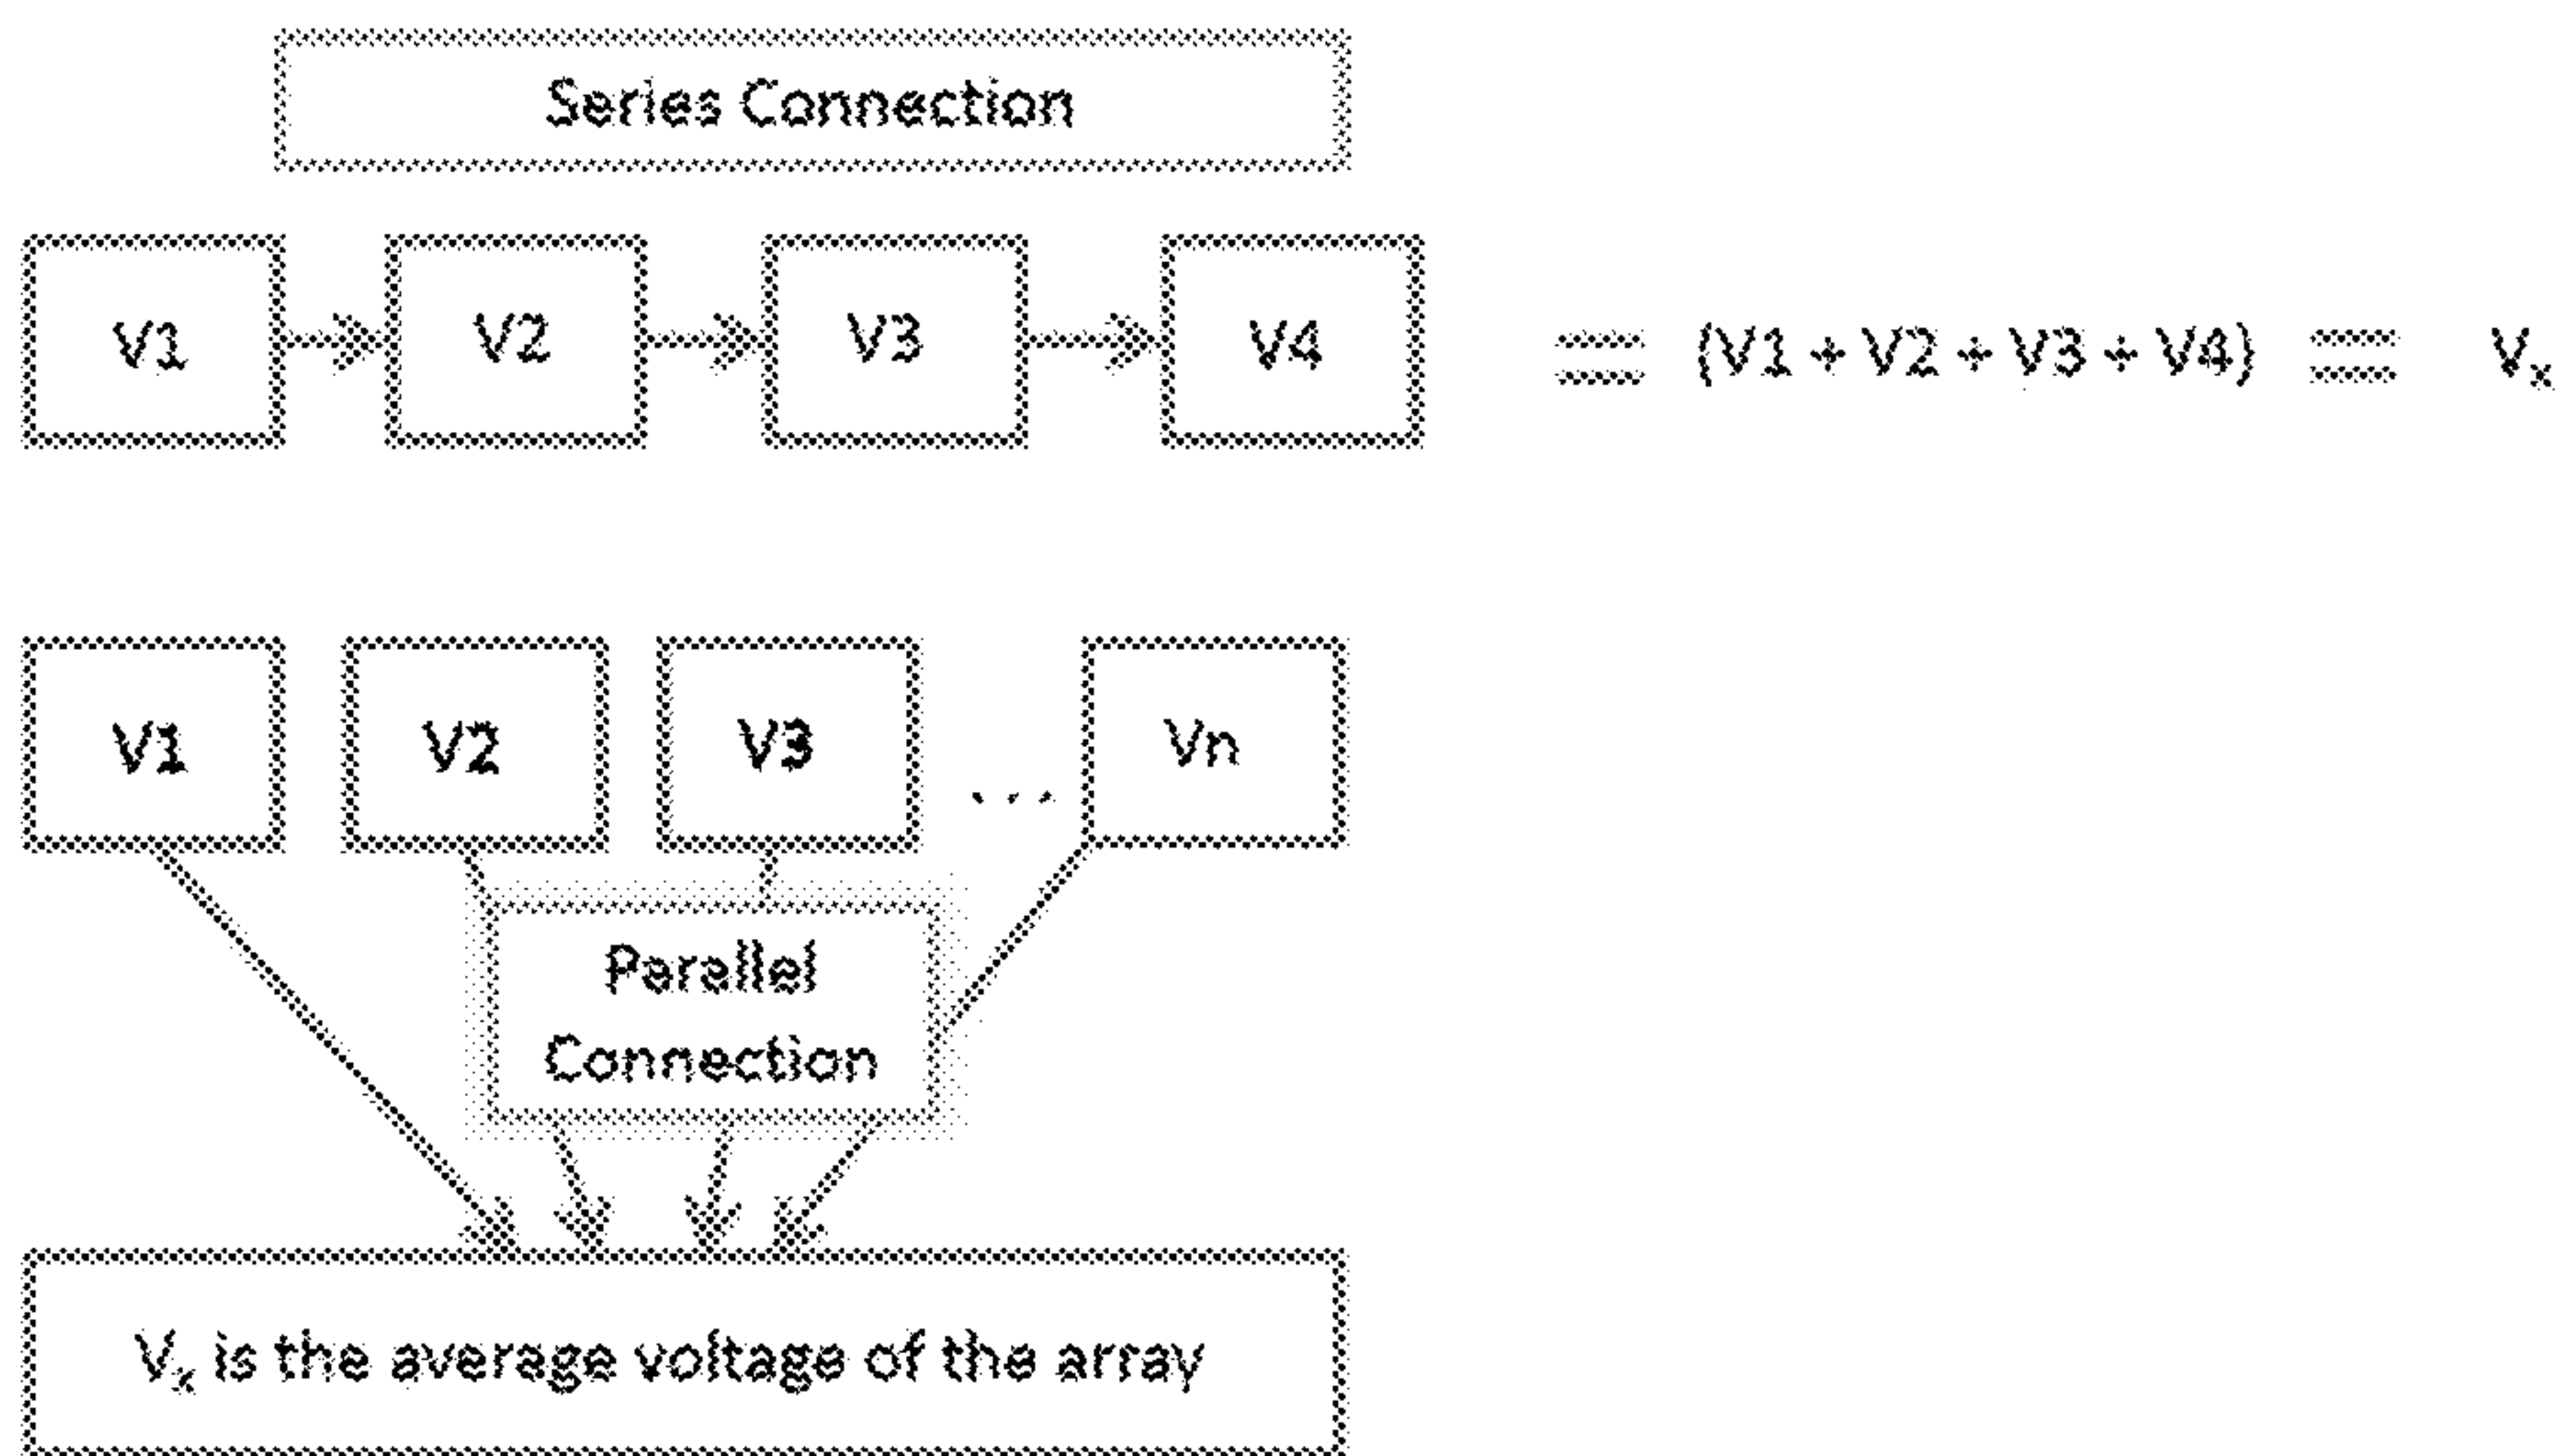 Series Connection
V1 V2 V3 V4 = (V1 + V2 + V3 + V4) = Vₓ
V1 V2 V3 ... Vn
Parallel
Connection
Vₓ is the average voltage of the array